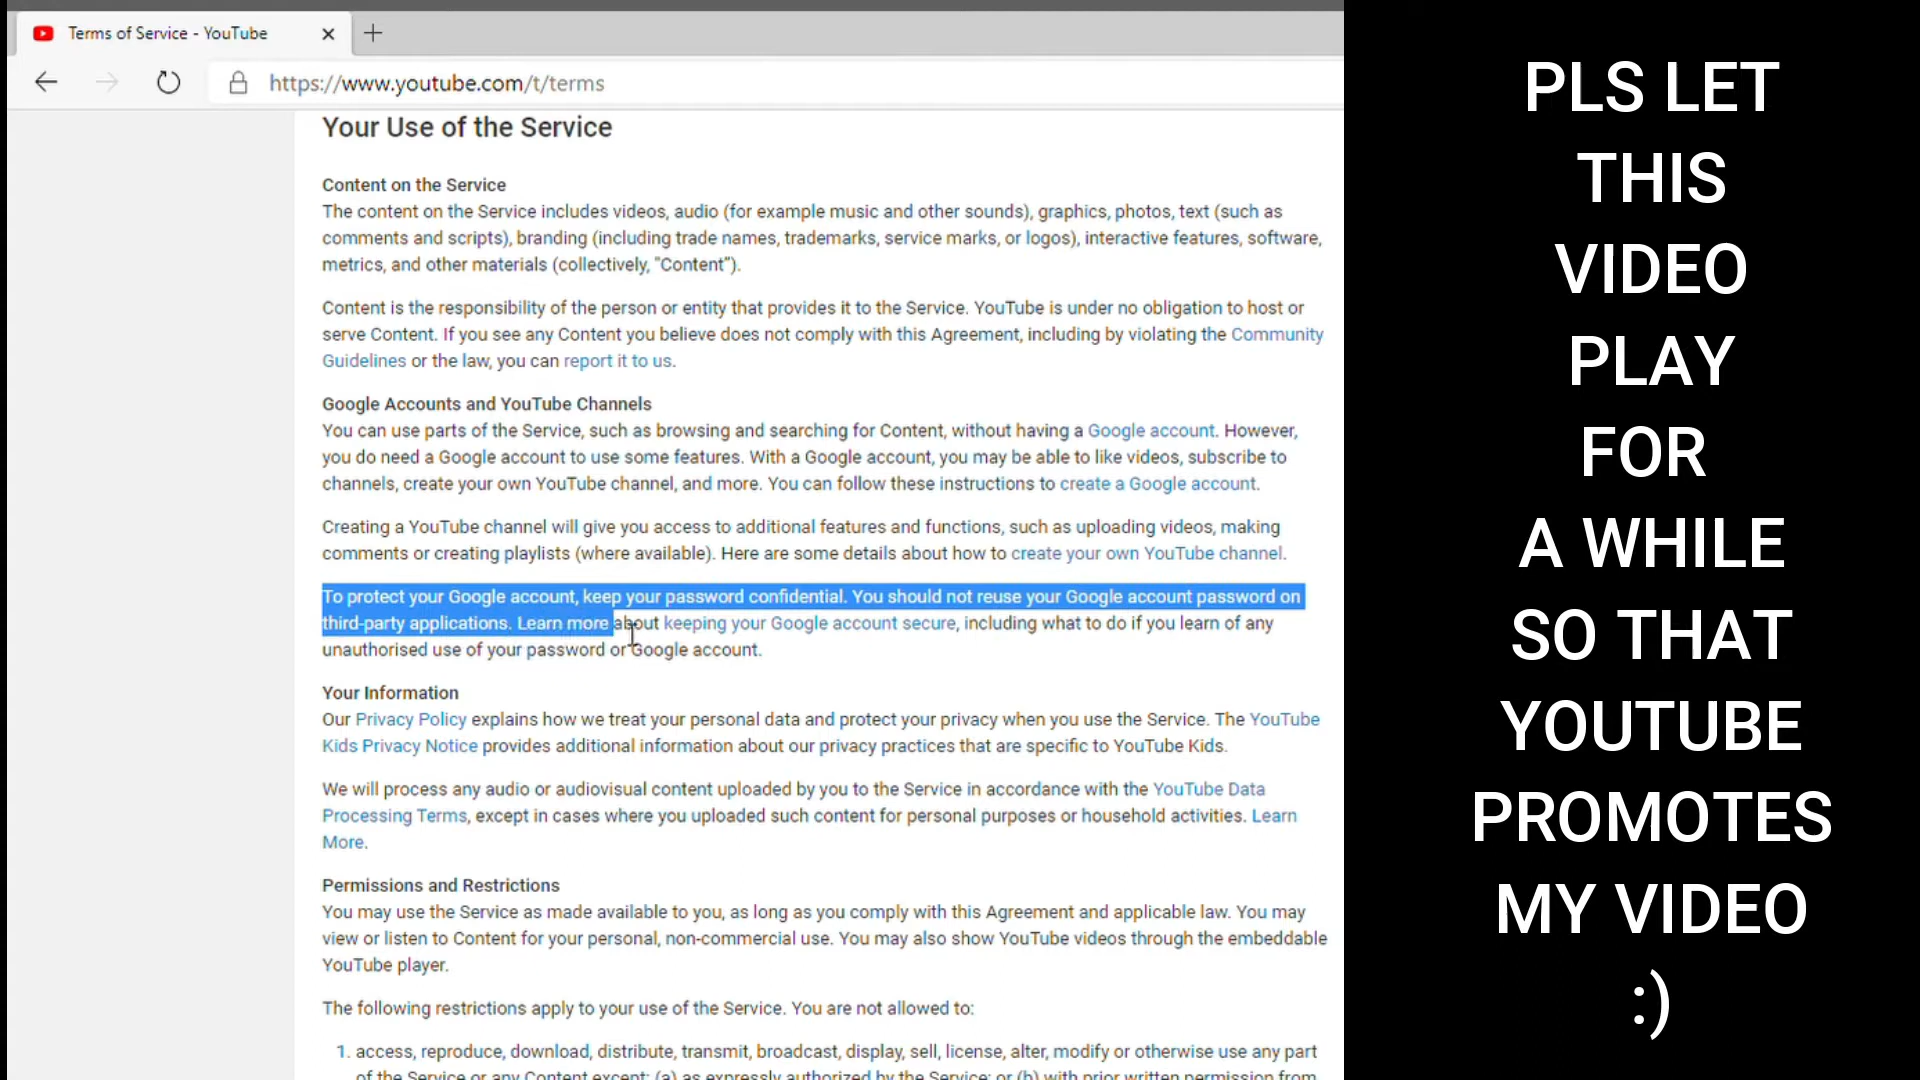 Terms of Service - YouTube
https://www.youtube.com/t/terms
Your Use of the Service
Content on the Service
The content on the Service includes videos, audio (for example music and other sounds), graphics, photos, text (such as
comments and scripts), branding (including trade names, trademarks, service marks, or logos), interactive features, software,
metrics, and other materials (collectively, "Content").
Content is the responsibility of the person or entity that provides it to the Service. YouTube is under no obligation to host or
serve Content. If you see any Content you believe does not comply with this Agreement, including by violating the Community
Guidelines or the law, you can report it to us.
Google Accounts and YouTube Channels
You can use parts of the Service, such as browsing and searching for Content, without having a Google account. However,
you do need a Google account to use some features. With a Google account, you may be able to like videos, subscribe to
channels, create your own YouTube channel, and more. You can follow these instructions to create a Google account.
Creating a YouTube channel will give you access to additional features and functions, such as uploading videos, making
comments or creating playlists (where available). Here are some details about how to create your own YouTube channel.
To protect your Google account, keep your password confidential. You should not reuse your Google account password on
third-party applications. Learn more about keeping your Google account secure, including what to do if you learn of any
unauthorised use of your password or Google account.
Your Information
Our Privacy Policy explains how we treat your personal data and protect your privacy when you use the Service. The YouTube
Kids Privacy Notice provides additional information about our privacy practices that are specific to YouTube Kids.
We will process any audio or audiovisual content uploaded by you to the Service in accordance with the YouTube Data
Processing Terms, except in cases where you uploaded such content for personal purposes or household activities. Learn
More.
Permissions and Restrictions
You may use the Service as made available to you, as long as you comply with this Agreement and applicable law. You may
view or listen to Content for your personal, non-commercial use. You may also show YouTube videos through the embeddable
YouTube player.
The following restrictions apply to your use of the Service. You are not allowed to:
1. access, reproduce, download, distribute, transmit, broadcast, display, sell, license, alter, modify or otherwise use any part
of the Service or any Content except: (a) as expressly authorized by the Service; or (b) with prior written permission from
PLS LET
THIS
VIDEO
PLAY
FOR
A WHILE
SO THAT
YOUTUBE
PROMOTES
MY VIDEO
:)